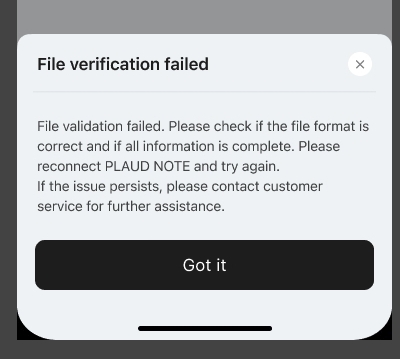 File verification failed
File validation failed. Please check if the file format is
correct and if all information is complete. Please
reconnect PLAUD NOTE and try again.
If the issue persists, please contact customer
service for further assistance.
Got it